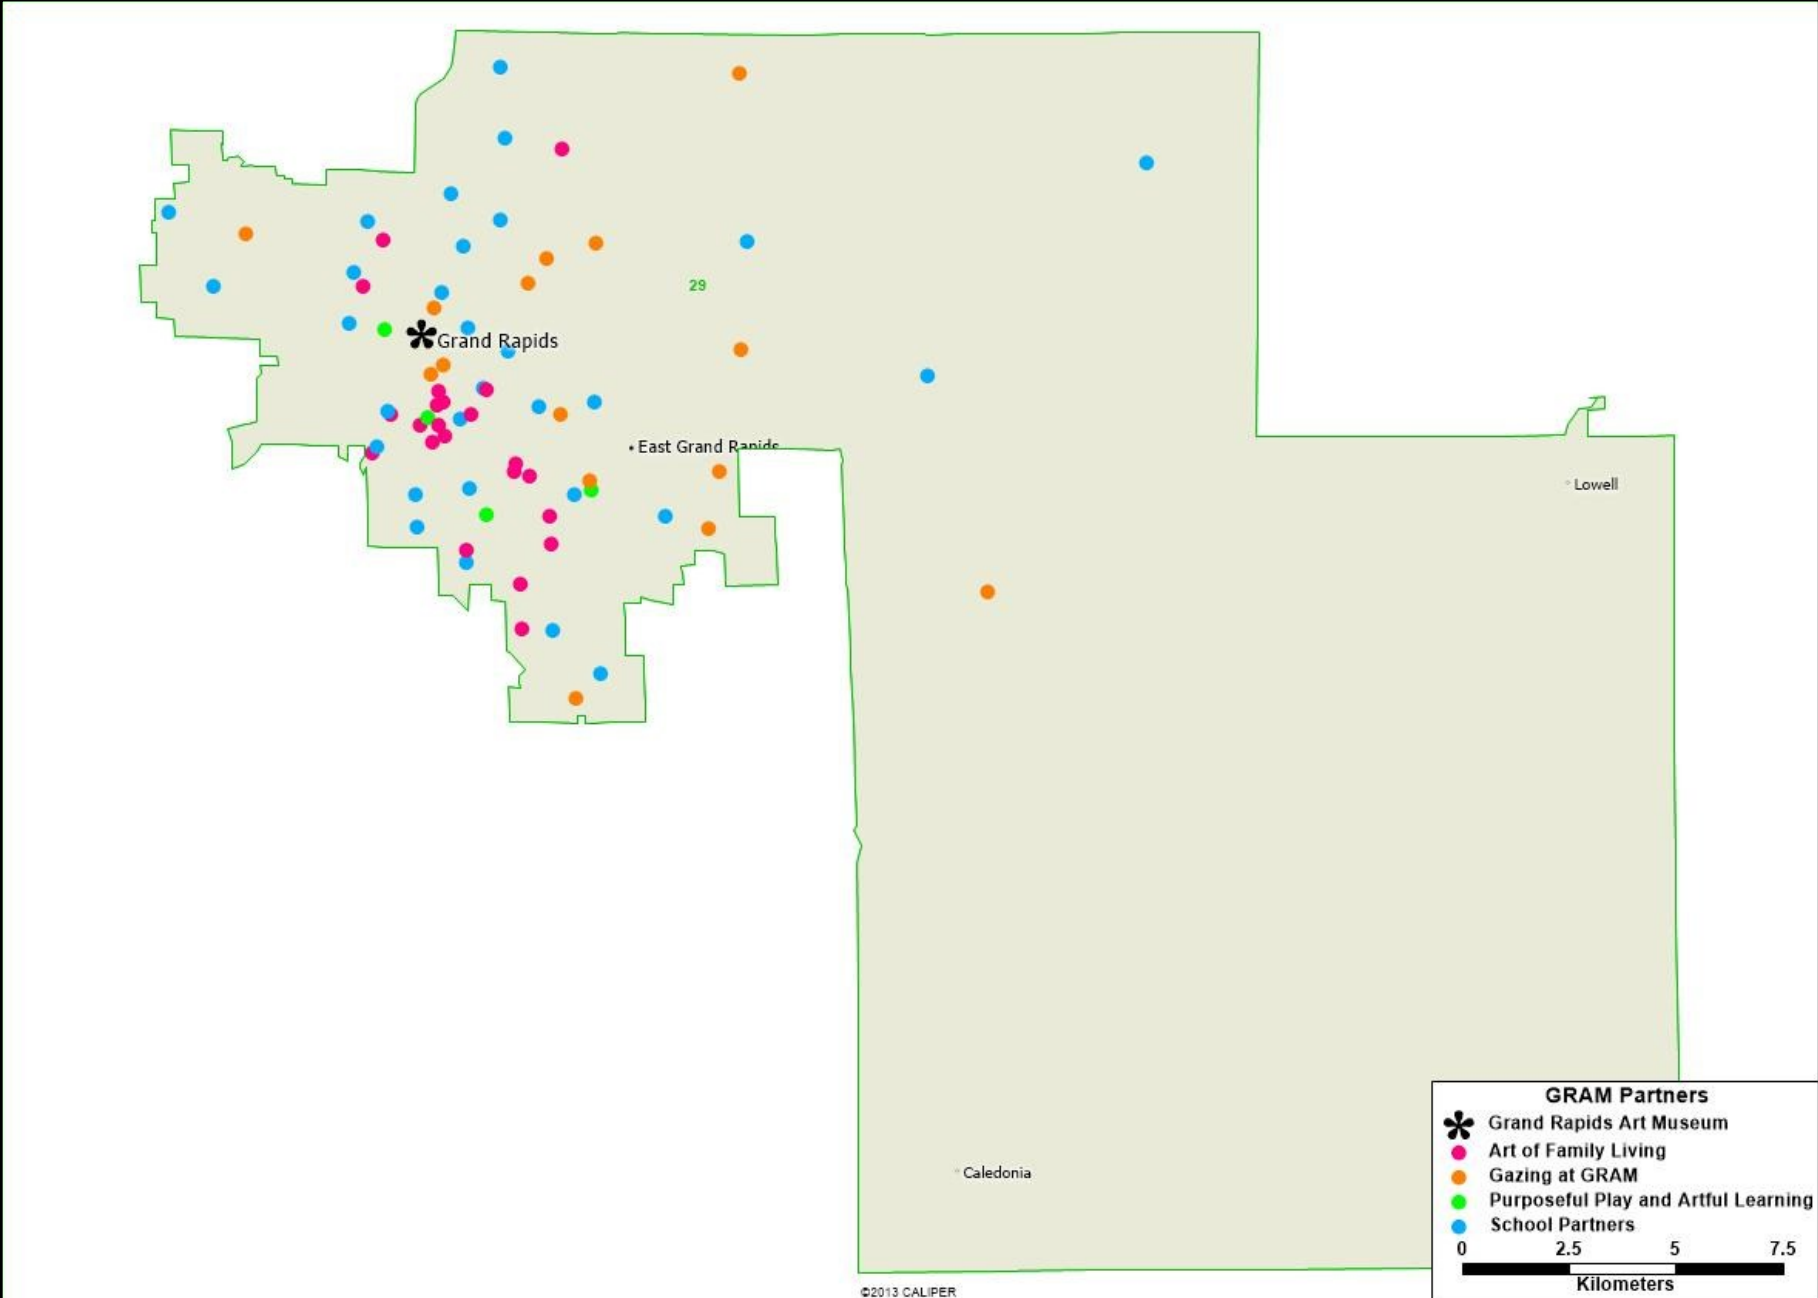 29
Grand Rapids
East Grand Rapids
Lowell
Caledonia
GRAM Partners
Grand Rapids Art Museum
Art of Family Living
Gazing at GRAM
Purposeful Play and Artful Learning
School Partners
0 2.5 5 7.5
Kilometers
©2013 CALIPER